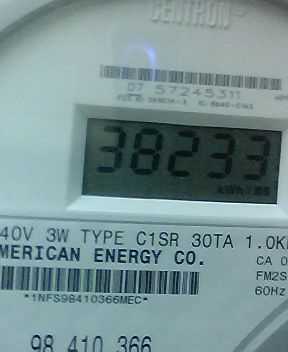 CENTRON®
07 57245311
38233
kWh
40V 3W TYPE C1SR 30TA 1.0K
MERICAN ENERGY CO.
CA 0
FM2S
60Hz
*1NFS98410366MEC*
98 410 366